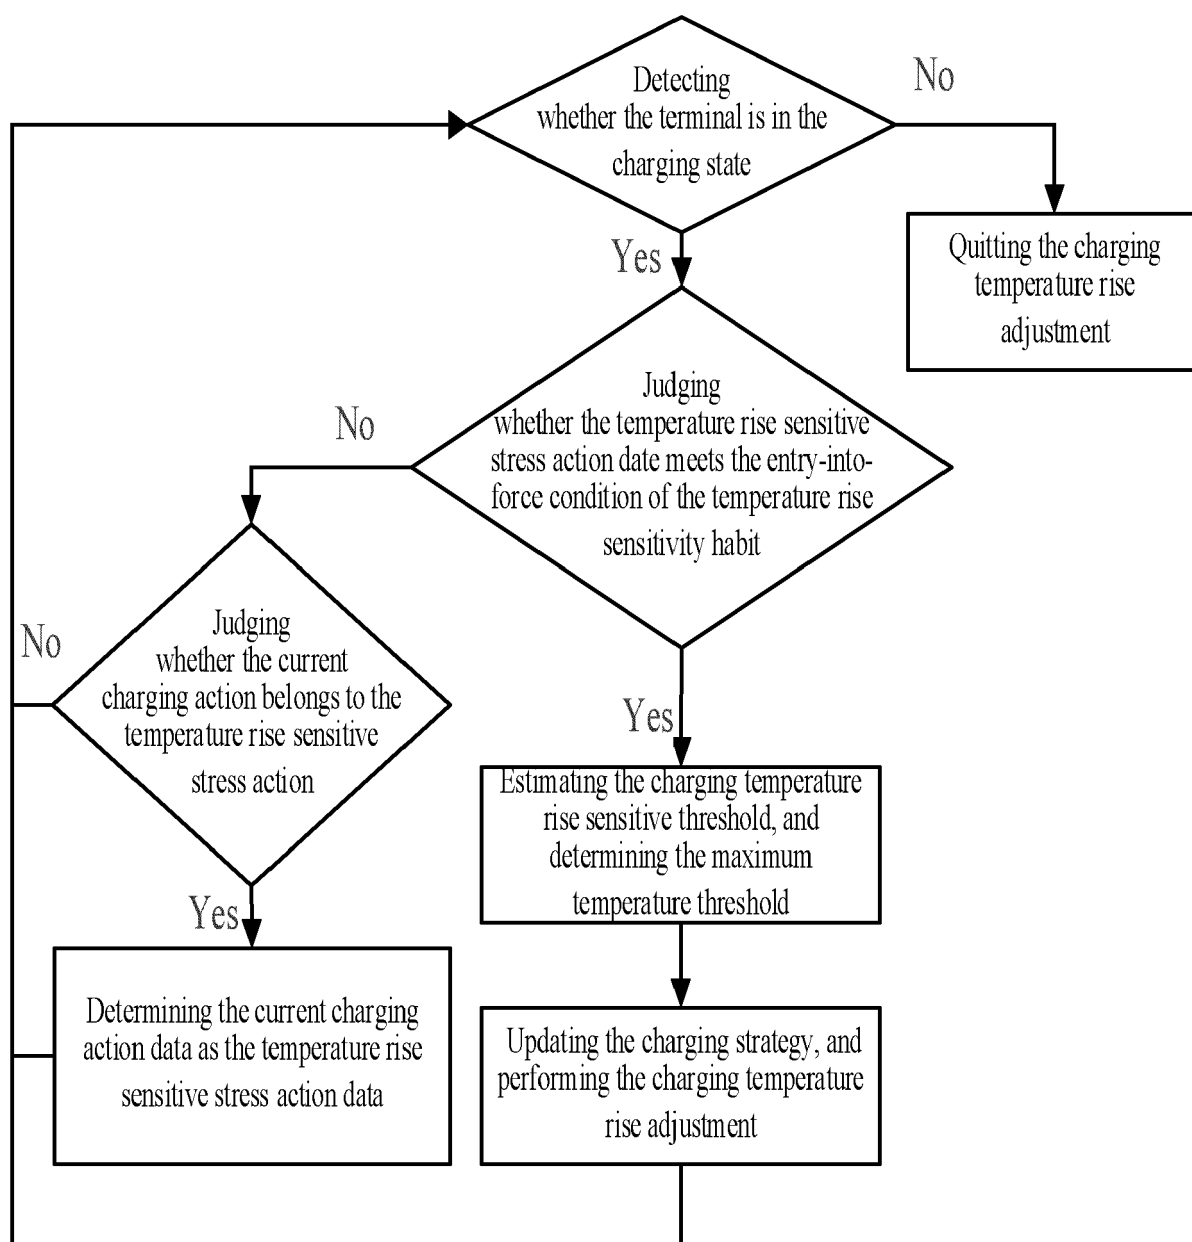 Detecting
whether the terminal is in the
charging state
No
Yes
Quitting the charging
temperature rise
adjustment
Judging
whether the temperature rise sensitive
stress action date meets the entry-into-
force condition of the temperature rise
sensitivity habit
No
Judging
whether the current
charging action belongs to the
temperature rise sensitive
stress action
No
Yes
Estimating the charging temperature
rise sensitive threshold, and
determining the maximum
temperature threshold
Yes
Determining the current charging
action data as the temperature rise
sensitive stress action data
Updating the charging strategy, and
performing the charging temperature
rise adjustment